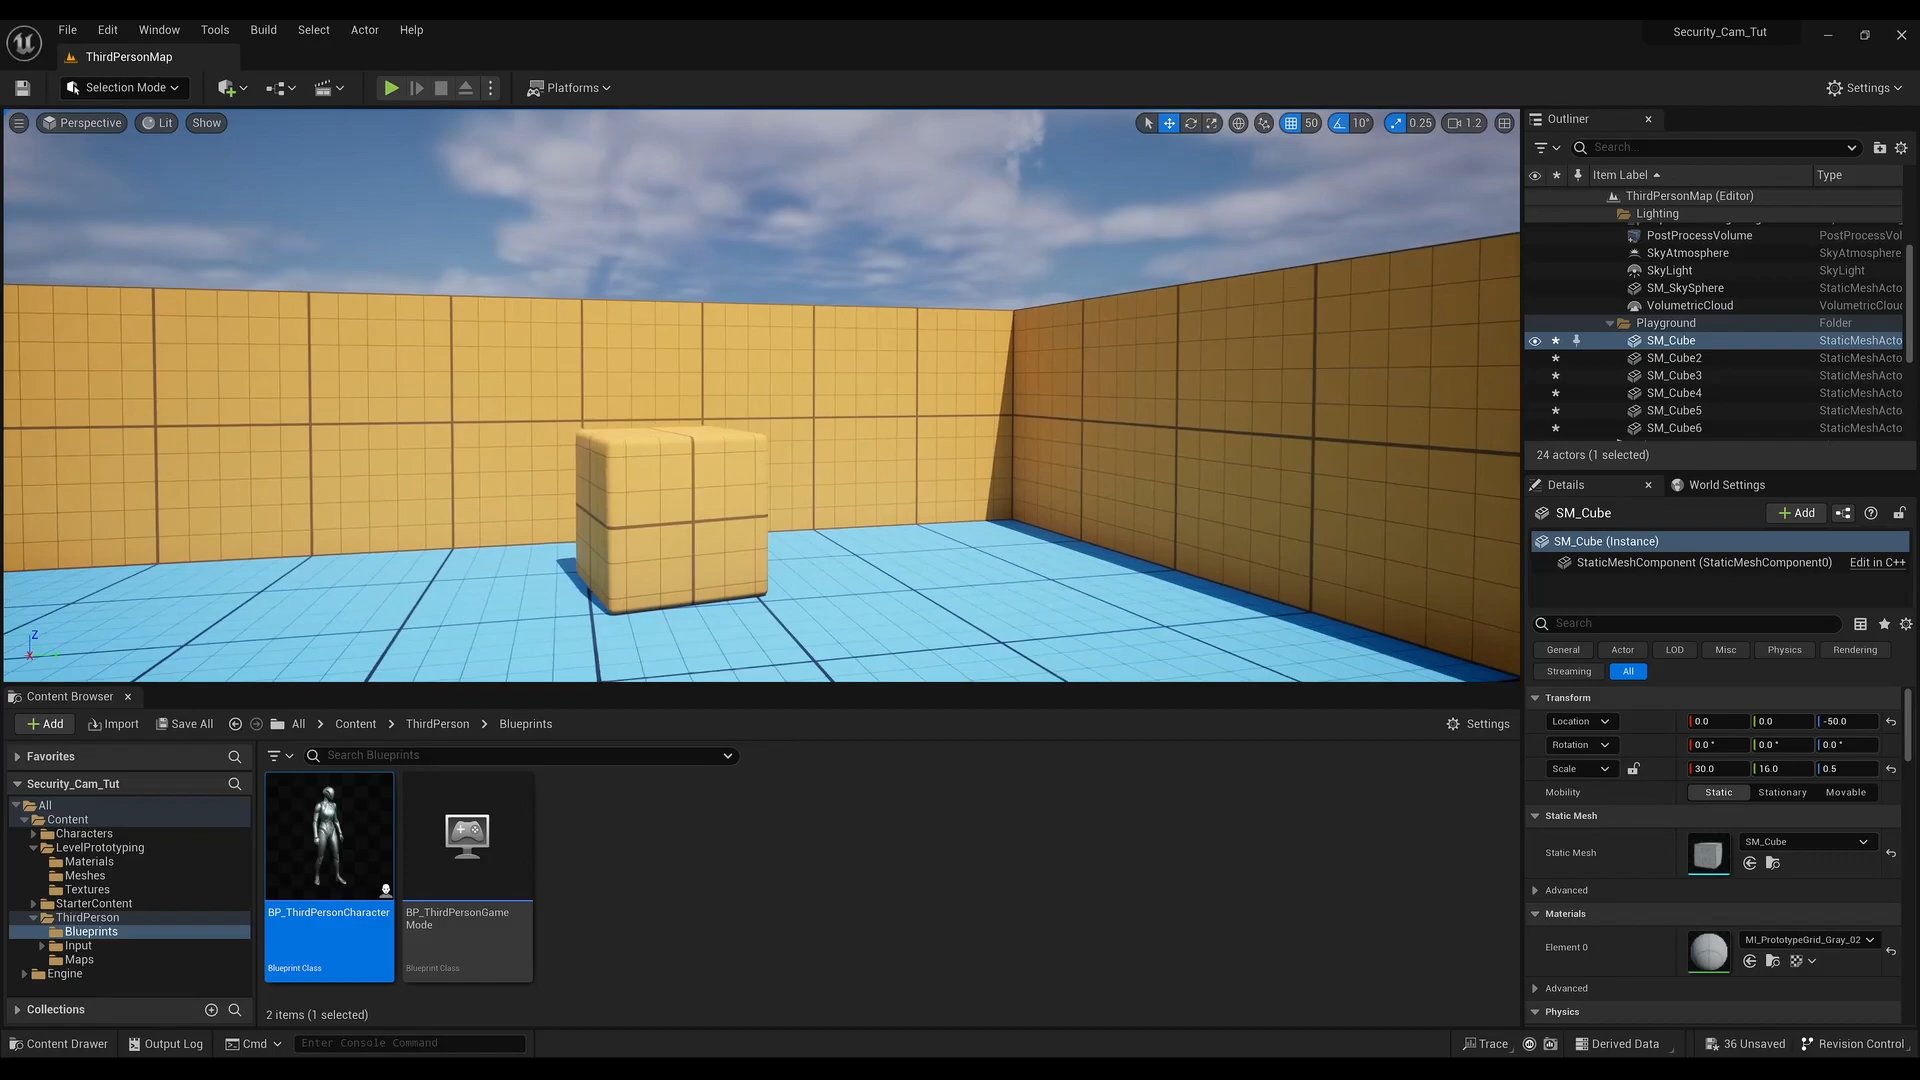 File Edit Window Tools Build Select Actor Help
Security_Cam_Tut
ThirdPersonMap
Selection Mode
Platforms
Settings
Perspective Lit Show
50 10° 0.25 1.2
Outliner
Search...
Item Label Type
ThirdPersonMap (Editor)
Lighting
PostProcessVolume PostProcessVol
SkyAtmosphere SkyAtmosphere
SkyLight SkyLight
SM_SkySphere StaticMeshActo
VolumetricCloud VolumetricClouc
Playground Folder
SM_Cube StaticMeshActo
SM_Cube2 StaticMeshActo
SM_Cube3 StaticMeshActo
SM_Cube4 StaticMeshActo
SM_Cube5 StaticMeshActo
SM_Cube6 StaticMeshActo
24 actors (1 selected)
Details World Settings
SM_Cube Add
SM_Cube (Instance)
StaticMeshComponent (StaticMeshComponent0) Edit in C++
Search
General Actor LOD Misc Physics Rendering
Streaming All
Transform
Location 0.0 0.0 -50.0
Rotation 0.0 ° 0.0 ° 0.0 °
Scale 30.0 16.0 0.5
Mobility Static Stationary Movable
Static Mesh
Static Mesh SM_Cube
Advanced
Materials
Element 0 MI_PrototypeGrid_Gray_02
Advanced
Physics
Z
X
Content Browser
Add Import Save All All Content ThirdPerson Blueprints Settings
Favorites
Search Blueprints
Security_Cam_Tut
All
Content
Characters
LevelPrototyping
Materials
Meshes
Textures
StarterContent
ThirdPerson
Blueprints
Input
Maps
Engine
Collections
BP_ThirdPersonCharacter
Blueprint Class
BP_ThirdPersonGame
Mode
Blueprint Class
2 items (1 selected)
Content Drawer Output Log Cmd Enter Console Command Trace Derived Data 36 Unsaved Revision Control